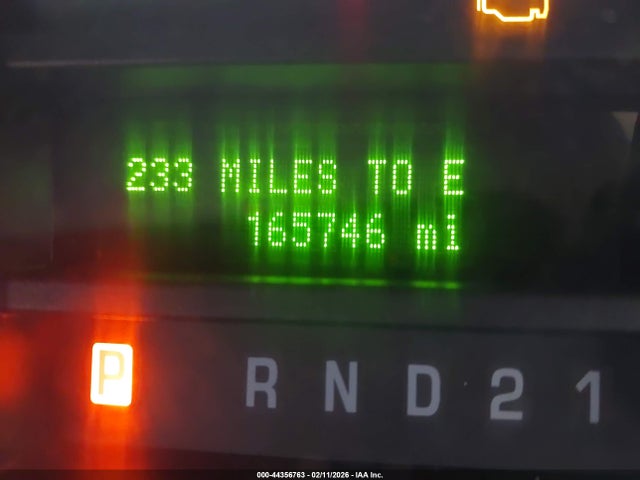 233 MILES TO E
165746 mi
P R N D 2 1
000-44356763 - 02/11/2026 - IAA Inc.